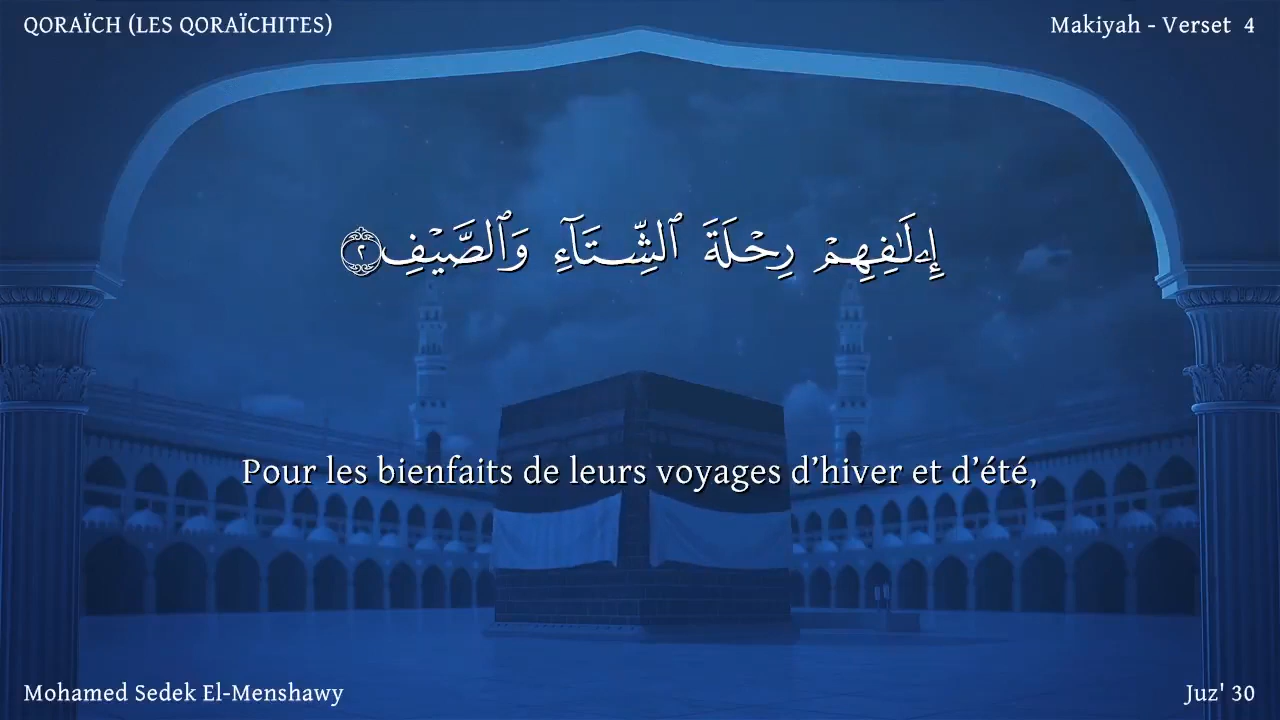 QORAÏCH (LES QORAÏCHITES)
Makiyah - Verset 4
إِۦلَٰفِهِمْ رِحْلَةَ ٱلشِّتَآءِ وَٱلصَّيْفِ ٢
Pour les bienfaits de leurs voyages d’hiver et d’été,
Mohamed Sedek El-Menshawy
Juz' 30